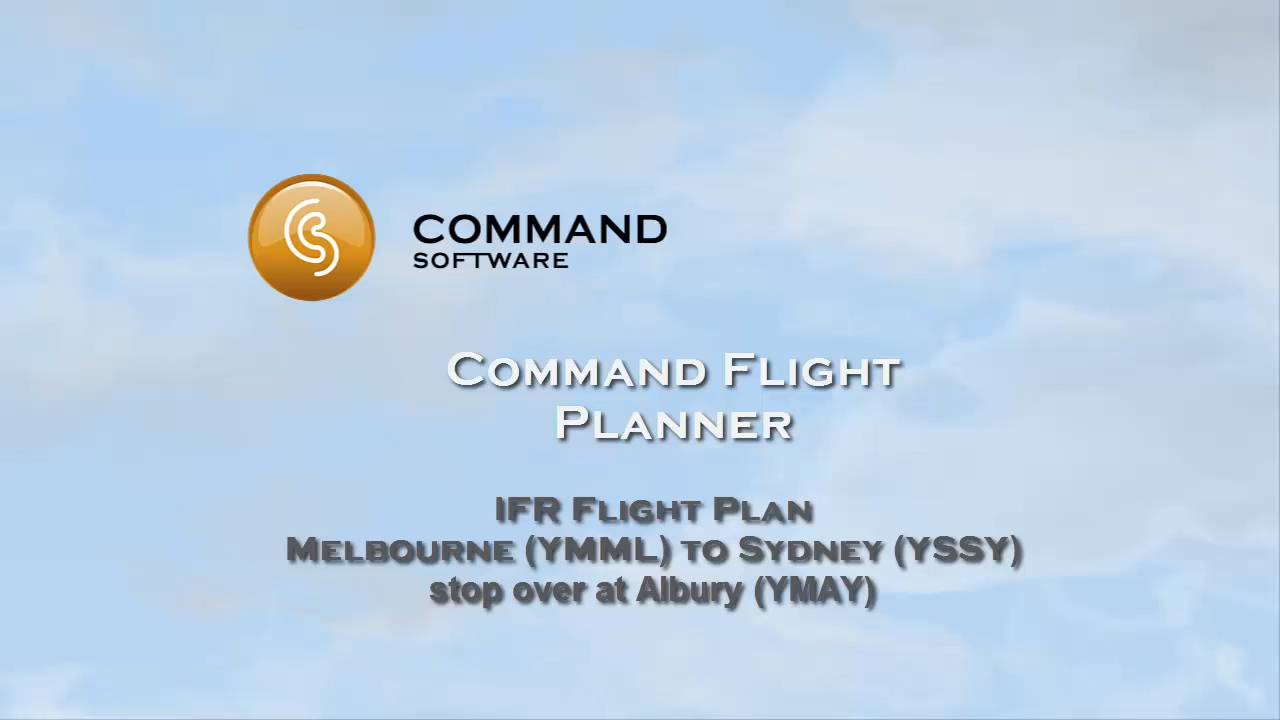 COMMAND
SOFTWARE
COMMAND FLIGHT
PLANNER
IFR FLIGHT PLAN
MELBOURNE (YMML) TO SYDNEY (YSSY)
stop over at Albury (YMAY)